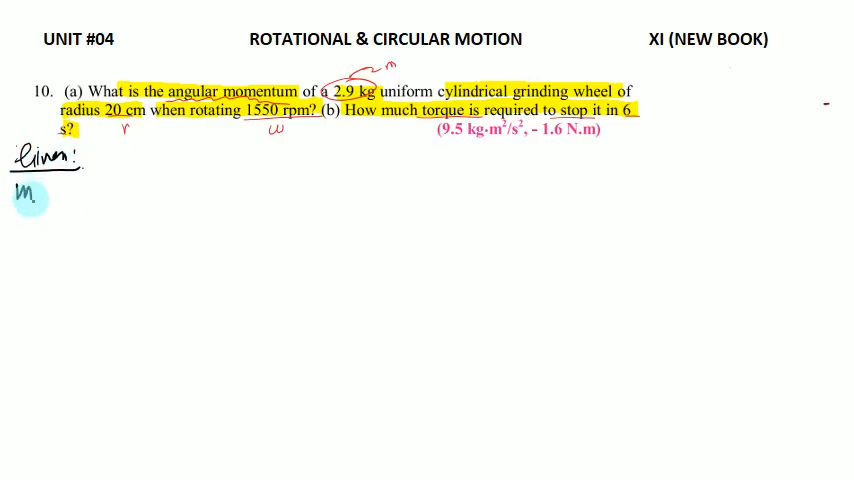 UNIT #04 ROTATIONAL & CIRCULAR MOTION XI (NEW BOOK)
m
10. (a) What is the angular momentum of a 2.9 kg uniform cylindrical grinding wheel of
radius 20 cm when rotating 1550 rpm? (b) How much torque is required to stop it in 6
s? r ω (9.5 kg.m²/s², - 1.6 N.m)
Given:
m